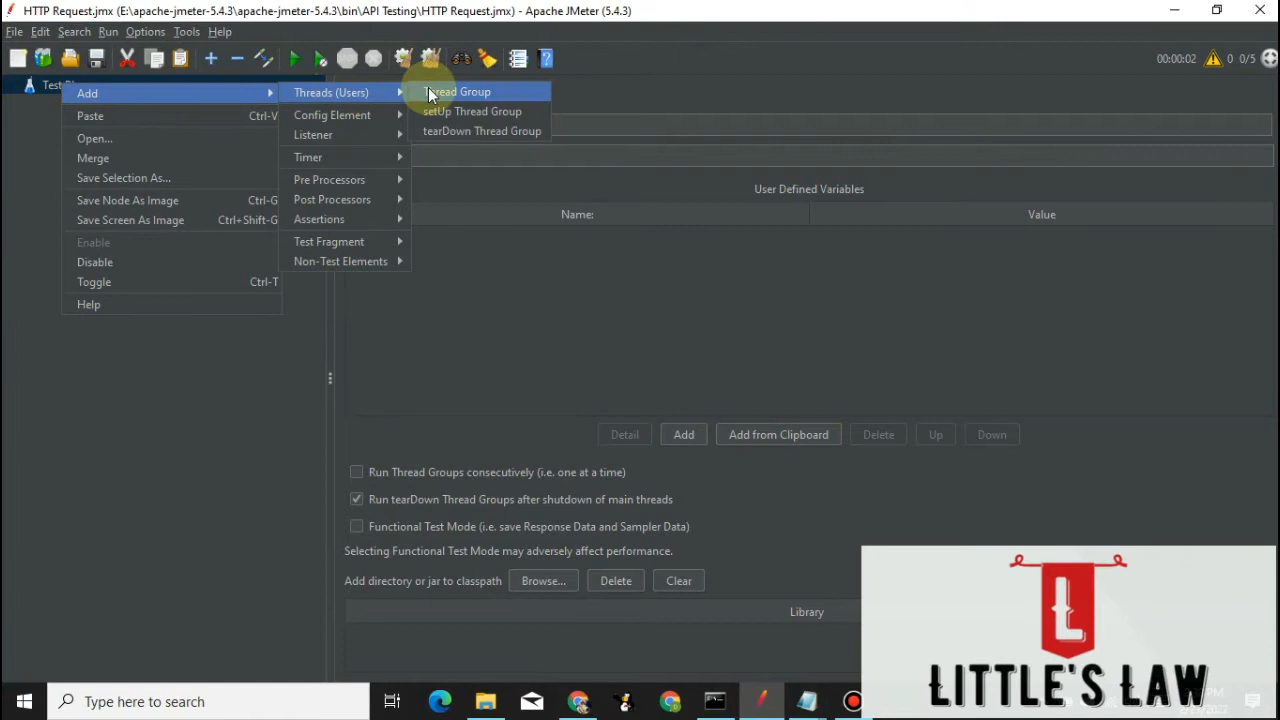 HTTP Request.jmx (E:\apache-jmeter-5.4.3\apache-jmeter-5.4.3\bin\API Testing\HTTP Request.jmx) - Apache JMeter (5.4.3)
File Edit Search Run Options Tools Help
00:00:02 0 0/5
Test
Add
Paste Ctrl-V
Open...
Merge
Save Selection As...
Save Node As Image Ctrl-G
Save Screen As Image Ctrl+Shift-G
Enable
Disable
Toggle Ctrl-T
Help
Threads (Users)
Config Element
Listener
Timer
Pre Processors
Post Processors
Assertions
Test Fragment
Non-Test Elements
Thread Group
setUp Thread Group
tearDown Thread Group
User Defined Variables
Name: Value
Detail Add Add from Clipboard Delete Up Down
Run Thread Groups consecutively (i.e. one at a time)
Run tearDown Thread Groups after shutdown of main threads
Functional Test Mode (i.e. save Response Data and Sampler Data)
Selecting Functional Test Mode may adversely affect performance.
Add directory or jar to classpath Browse... Delete Clear
Library
L
LITTLE'S LAW
Type here to search